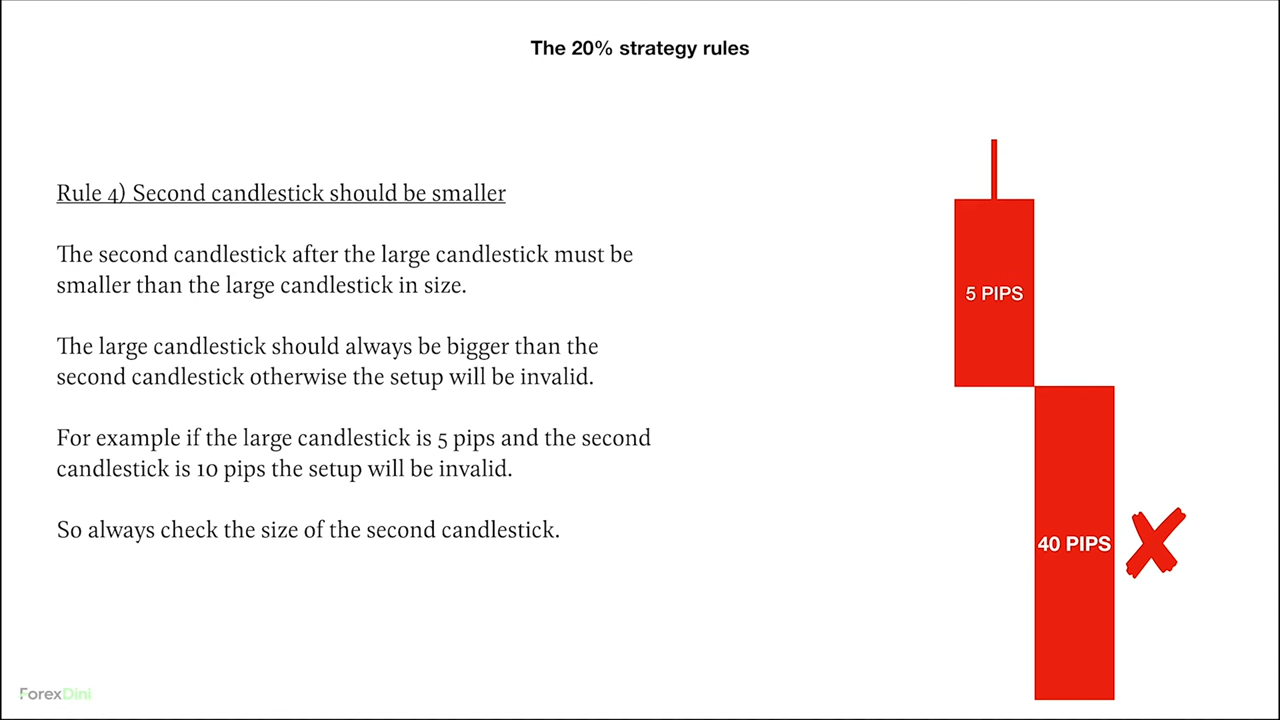 The 20% strategy rules
Rule 4) Second candlestick should be smaller
The second candlestick after the large candlestick must be
smaller than the large candlestick in size.
The large candlestick should always be bigger than the
second candlestick otherwise the setup will be invalid.
For example if the large candlestick is 5 pips and the second
candlestick is 10 pips the setup will be invalid.
So always check the size of the second candlestick.
5 PIPS
40 PIPS
ForexDini